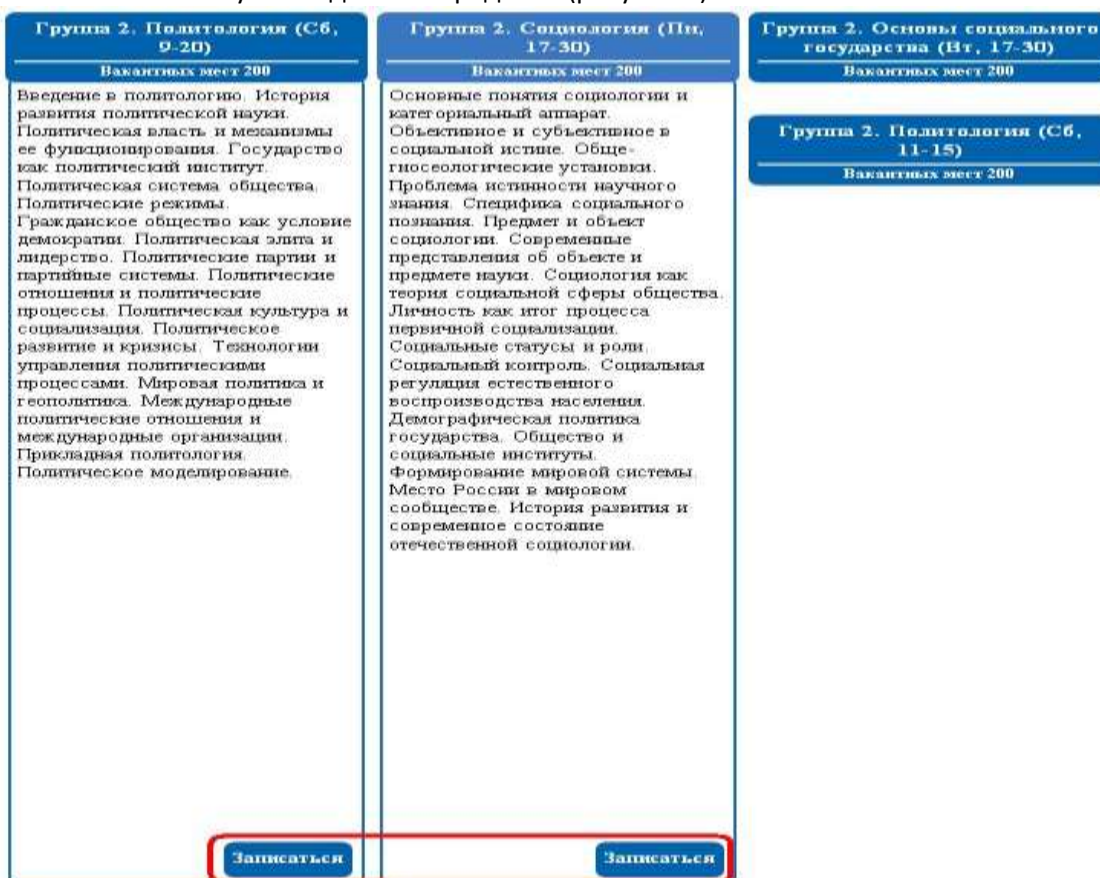 Группа 2. Политология (Сб,
9-20)
Вакантных мест 200
Введение в политологию. История
развития политической науки.
Политическая власть и механизмы
ее функционирования. Государство
как политический институт.
Политическая система общества.
Политические режимы.
Гражданское общество как условие
демократии. Политическая элита и
лидерство. Политические партии и
партийные системы. Политические
отношения и политические
процессы. Политическая культура и
социализация. Политическое
развитие и кризисы. Технологии
управления политическими
процессами. Мировая политика и
геополитика. Международные
политические отношения и
международные организации.
Прикладная политология.
Политическое моделирование.
Записаться
Группа 2. Социология (Пн,
17-30)
Вакантных мест 200
Основные понятия социологии и
категориальный аппарат.
Объективное и субъективное в
социальной истине. Обще-
гносеологические установки.
Проблема истинности научного
знания. Специфика социального
познания. Предмет и объект
социологии. Современные
представления об объекте и
предмете науки. Социология как
теория социальной сферы общества.
Личность как итог процесса
первичной социализации.
Социальные статусы и роли.
Социальный контроль. Социальная
регуляция естественного
воспроизводства населения.
Демографическая политика
государства. Общество и
социальные институты.
Формирование мировой системы.
Место России в мировом
сообществе. История развития и
современное состояние
отечественной социологии.
Записаться
Группа 2. Основы социального
государства (Вт, 17-30)
Вакантных мест 200
Группа 2. Политология (Сб,
11-15)
Вакантных мест 200